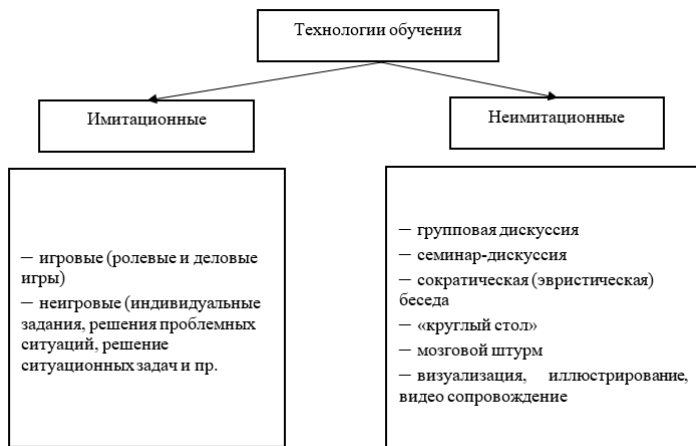 Технологии обучения
Имитационные
Неимитационные
— игровые (ролевые и деловые
игры)
— неигровые (индивидуальные
задания, решения проблемных
ситуаций, решение
ситуационных задач и пр.
— групповая дискуссия
— семинар-дискуссия
— сократическая (эвристическая)
беседа
— «круглый стол»
— мозговой штурм
— визуализация, иллюстрирование,
видео сопровождение